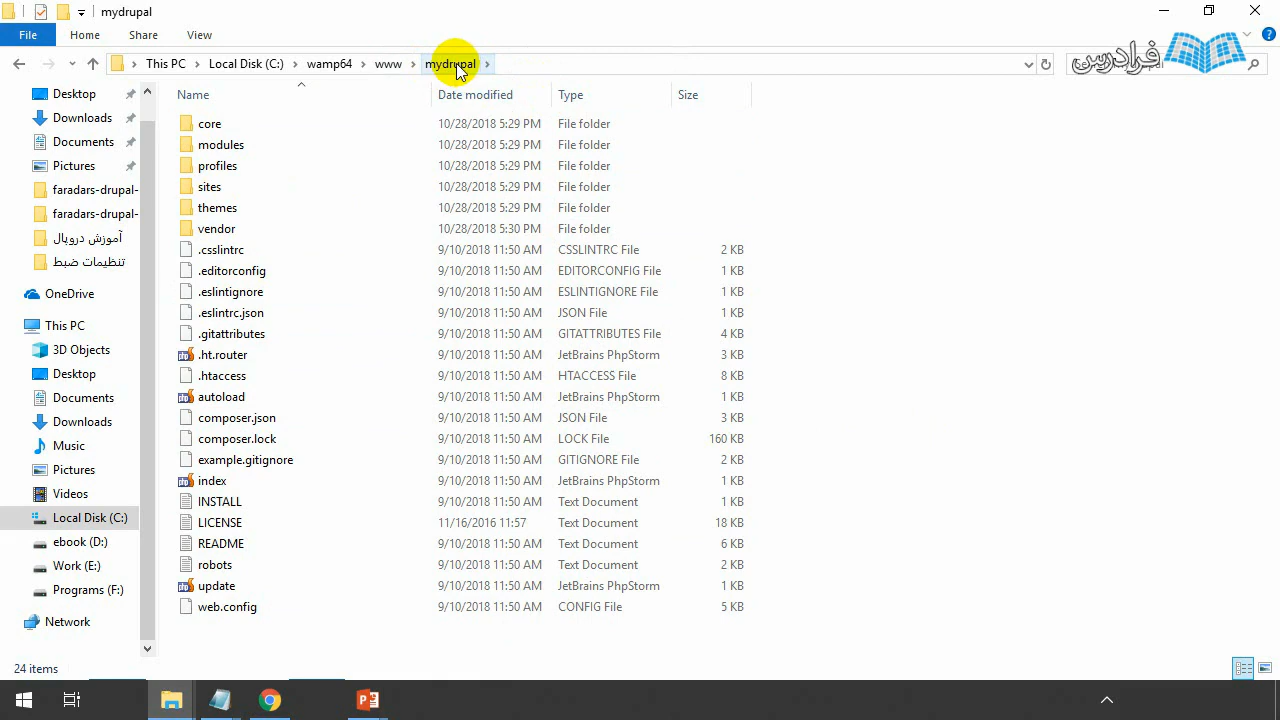 mydrupal
File Home Share View
This PC Local Disk (C:) wamp64 www mydrupal
فرادرس
Name Date modified Type Size
Desktop
Downloads
Documents
Pictures
faradars-drupal-
faradars-drupal-
آموزش دروپال
تنظیمات ضبط
OneDrive
This PC
3D Objects
Desktop
Documents
Downloads
Music
Pictures
Videos
Local Disk (C:)
ebook (D:)
Work (E:)
Programs (F:)
Network
core 10/28/2018 5:29 PM File folder
modules 10/28/2018 5:29 PM File folder
profiles 10/28/2018 5:29 PM File folder
sites 10/28/2018 5:29 PM File folder
themes 10/28/2018 5:29 PM File folder
vendor 10/28/2018 5:30 PM File folder
.csslintrc 9/10/2018 11:50 AM CSSLINTRC File 2 KB
.editorconfig 9/10/2018 11:50 AM EDITORCONFIG File 1 KB
.eslintignore 9/10/2018 11:50 AM ESLINTIGNORE File 1 KB
.eslintrc.json 9/10/2018 11:50 AM JSON File 1 KB
.gitattributes 9/10/2018 11:50 AM GITATTRIBUTES File 4 KB
.ht.router 9/10/2018 11:50 AM JetBrains PhpStorm 3 KB
.htaccess 9/10/2018 11:50 AM HTACCESS File 8 KB
autoload 9/10/2018 11:50 AM JetBrains PhpStorm 1 KB
composer.json 9/10/2018 11:50 AM JSON File 3 KB
composer.lock 9/10/2018 11:50 AM LOCK File 160 KB
example.gitignore 9/10/2018 11:50 AM GITIGNORE File 2 KB
index 9/10/2018 11:50 AM JetBrains PhpStorm 1 KB
INSTALL 9/10/2018 11:50 AM Text Document 1 KB
LICENSE 11/16/2016 11:57 Text Document 18 KB
README 9/10/2018 11:50 AM Text Document 6 KB
robots 9/10/2018 11:50 AM Text Document 2 KB
update 9/10/2018 11:50 AM JetBrains PhpStorm 1 KB
web.config 9/10/2018 11:50 AM CONFIG File 5 KB
24 items